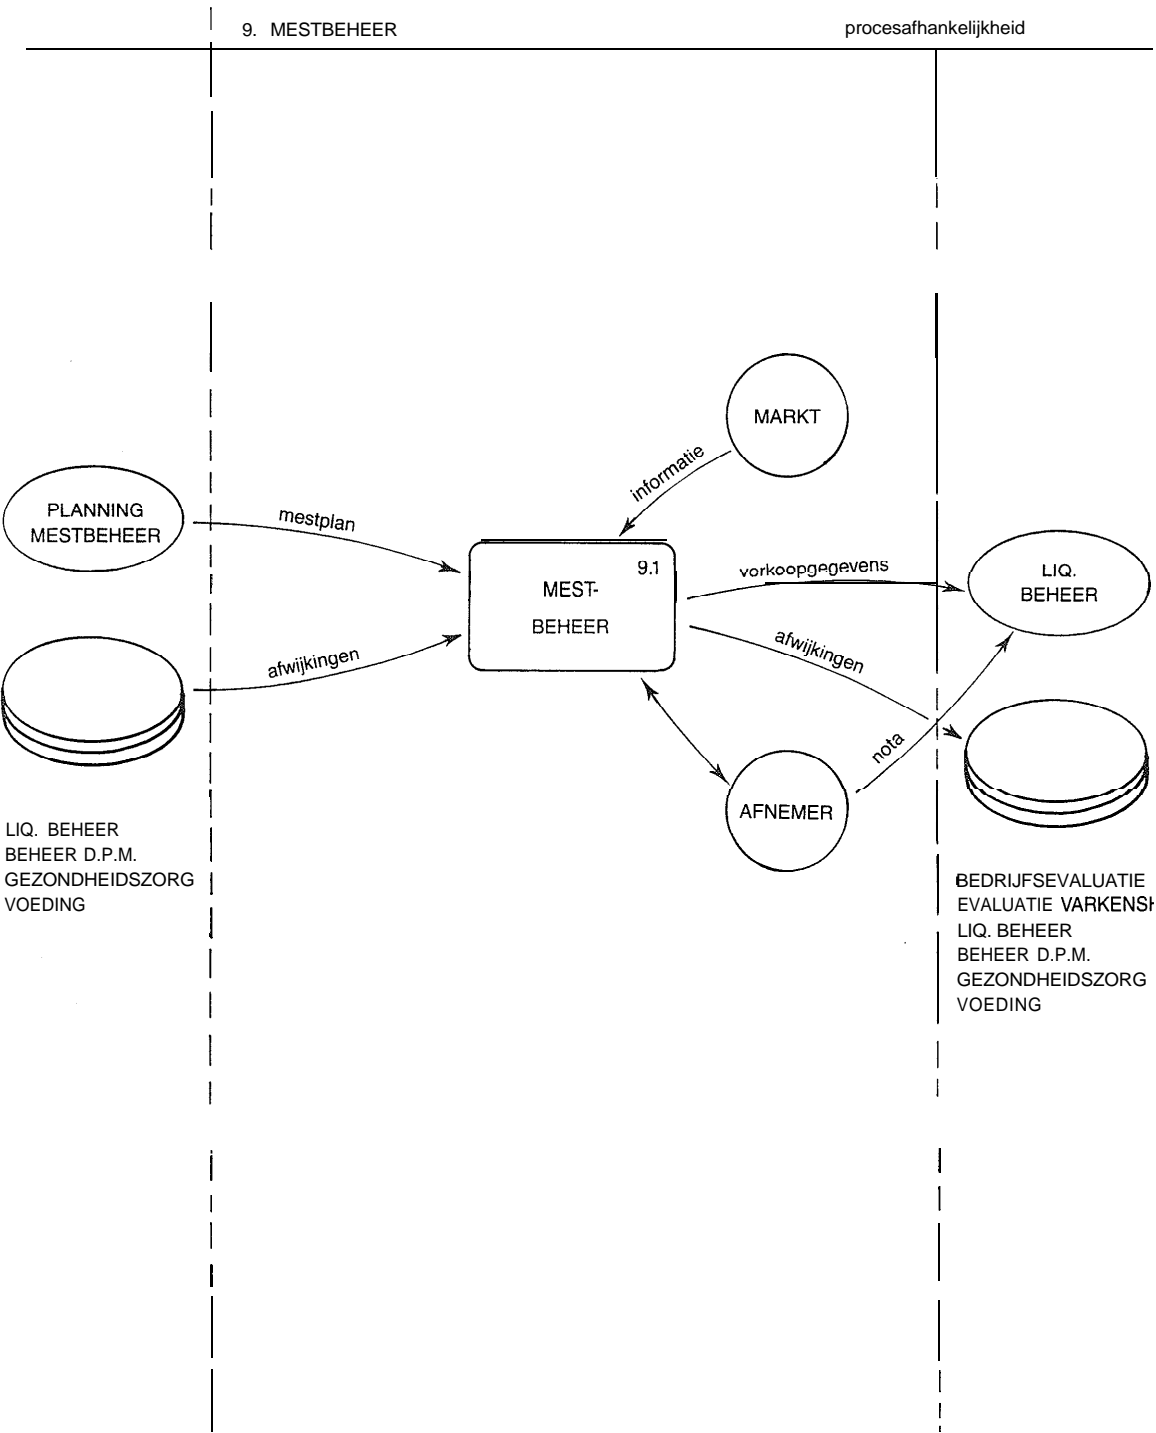 9. MESTBEHEER
procesafhankelijkheid
MARKT
informatie
PLANNING
MESTBEHEER
mestplan
9.1
MEST-
BEHEER
vorkoopgegevens
LIQ.
BEHEER
afwijkingen
afwijkingen
nota
AFNEMER
LIQ. BEHEER
BEHEER D.P.M.
GEZONDHEIDSZORG
VOEDING
BEDRIJFSEVALUATIE
EVALUATIE VARKENSH
LIQ. BEHEER
BEHEER D.P.M.
GEZONDHEIDSZORG
VOEDING